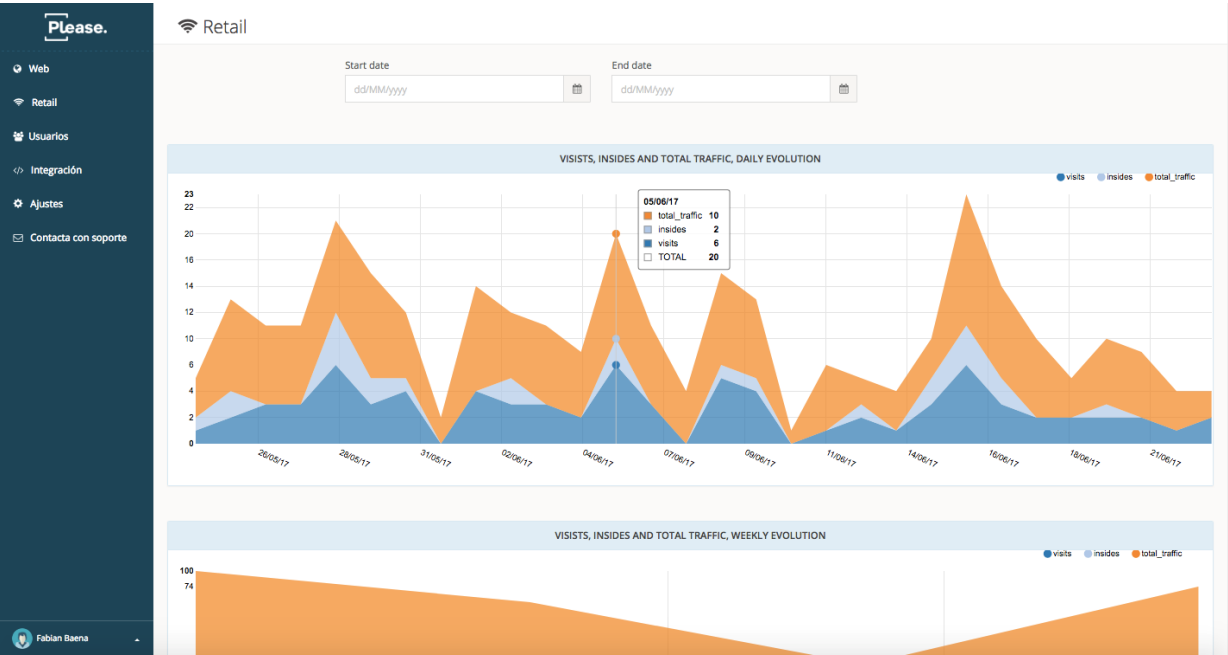 Please.
Retail
Web
Retail
Usuarios
Integración
Ajustes
Contacta con soporte
Fabian Baena
Start date
End date
dd/MM/yyyy
dd/MM/yyyy
VISISTS, INSIDES AND TOTAL TRAFFIC, DAILY EVOLUTION
visits insides total_traffic
23
22
20
16
14
12
10
6
4
2
0
05/06/17
total_traffic 10
insides 2
visits 6
TOTAL 20
26/05/17 28/05/17 31/05/17 02/06/17 04/06/17 07/06/17 09/06/17 11/06/17 14/06/17 16/06/17 18/06/17 21/06/17
VISISTS, INSIDES AND TOTAL TRAFFIC, WEEKLY EVOLUTION
visits insides total_traffic
100
74